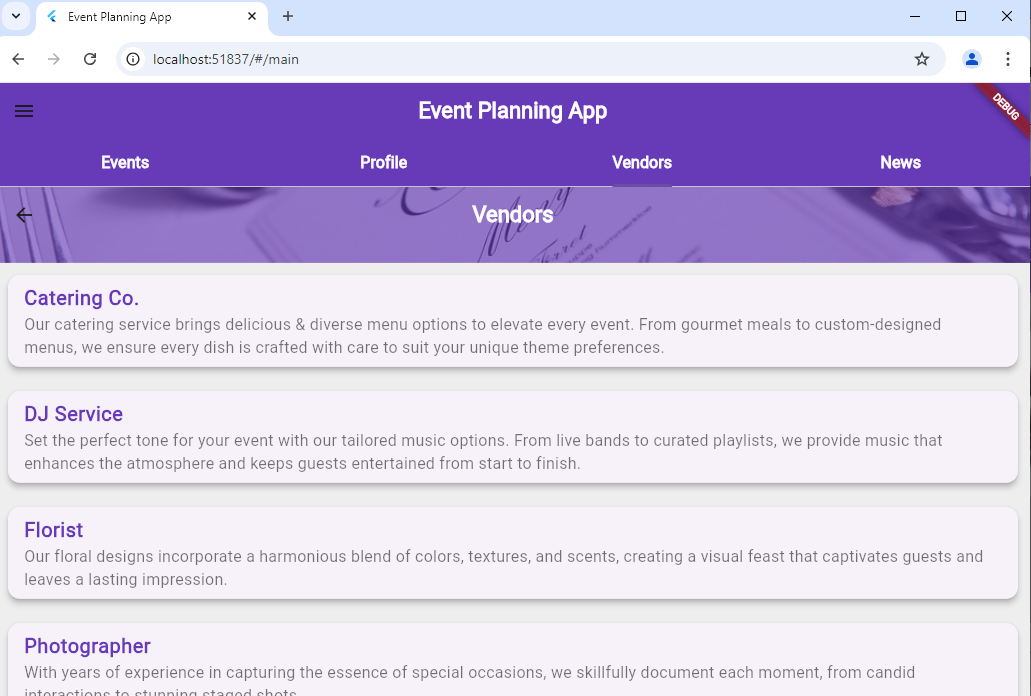 Event Planning App
localhost:51837/#/main
Event Planning App
DEBUG
Events Profile Vendors News
Vendors
Catering Co.
Our catering service brings delicious & diverse menu options to elevate every event. From gourmet meals to custom-designed
menus, we ensure every dish is crafted with care to suit your unique theme preferences.
DJ Service
Set the perfect tone for your event with our tailored music options. From live bands to curated playlists, we provide music that
enhances the atmosphere and keeps guests entertained from start to finish.
Florist
Our floral designs incorporate a harmonious blend of colors, textures, and scents, creating a visual feast that captivates guests and
leaves a lasting impression.
Photographer
With years of experience in capturing the essence of special occasions, we skillfully document each moment, from candid
interactions to stunning staged shots.